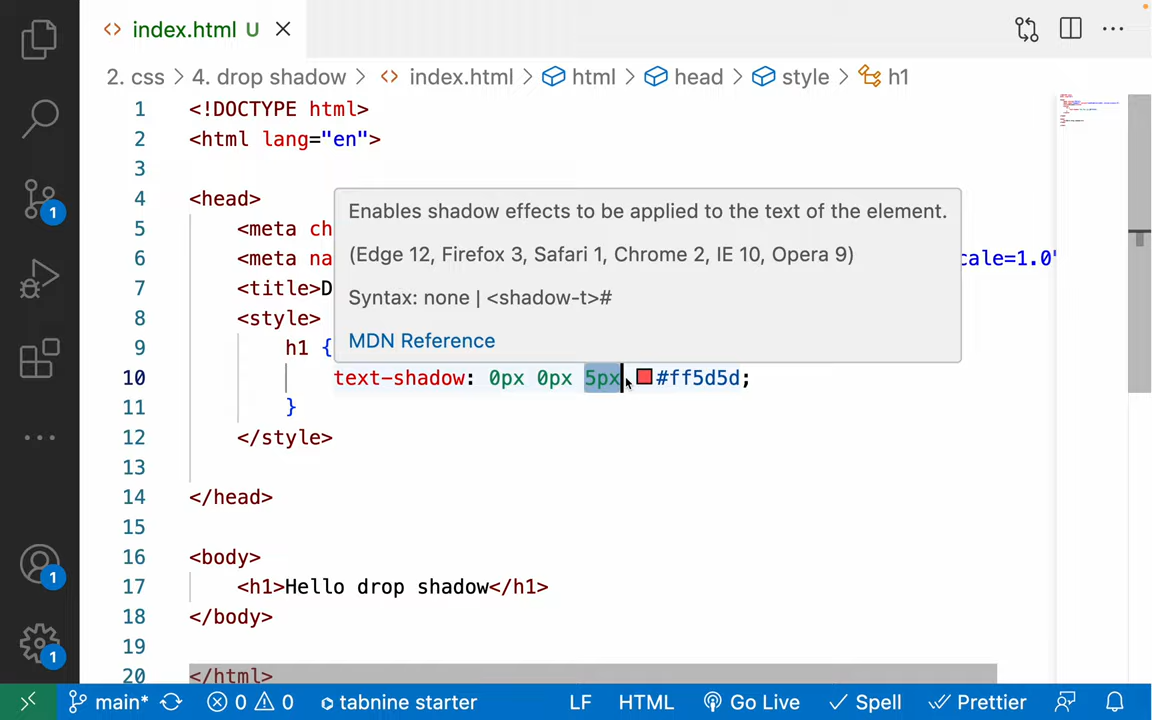 index.html U
2. css > 4. drop shadow > index.html > html > head > style > h1
1 <!DOCTYPE html>
2 <html lang="en">
3
4 <head>
Enables shadow effects to be applied to the text of the element.
5 <meta ch
6 <meta na cale=1.0"
(Edge 12, Firefox 3, Safari 1, Chrome 2, IE 10, Opera 9)
7 <title>D
Syntax: none | <shadow-t>#
8 <style>
MDN Reference
9 h1 {
10 text-shadow: 0px 0px 5px #ff5d5d;
11 }
12 </style>
13
14 </head>
15
16 <body>
17 <h1>Hello drop shadow</h1>
18 </body>
19
20 </html>
1
1
1
main* 0 0 tabnine starter LF HTML Go Live Spell Prettier